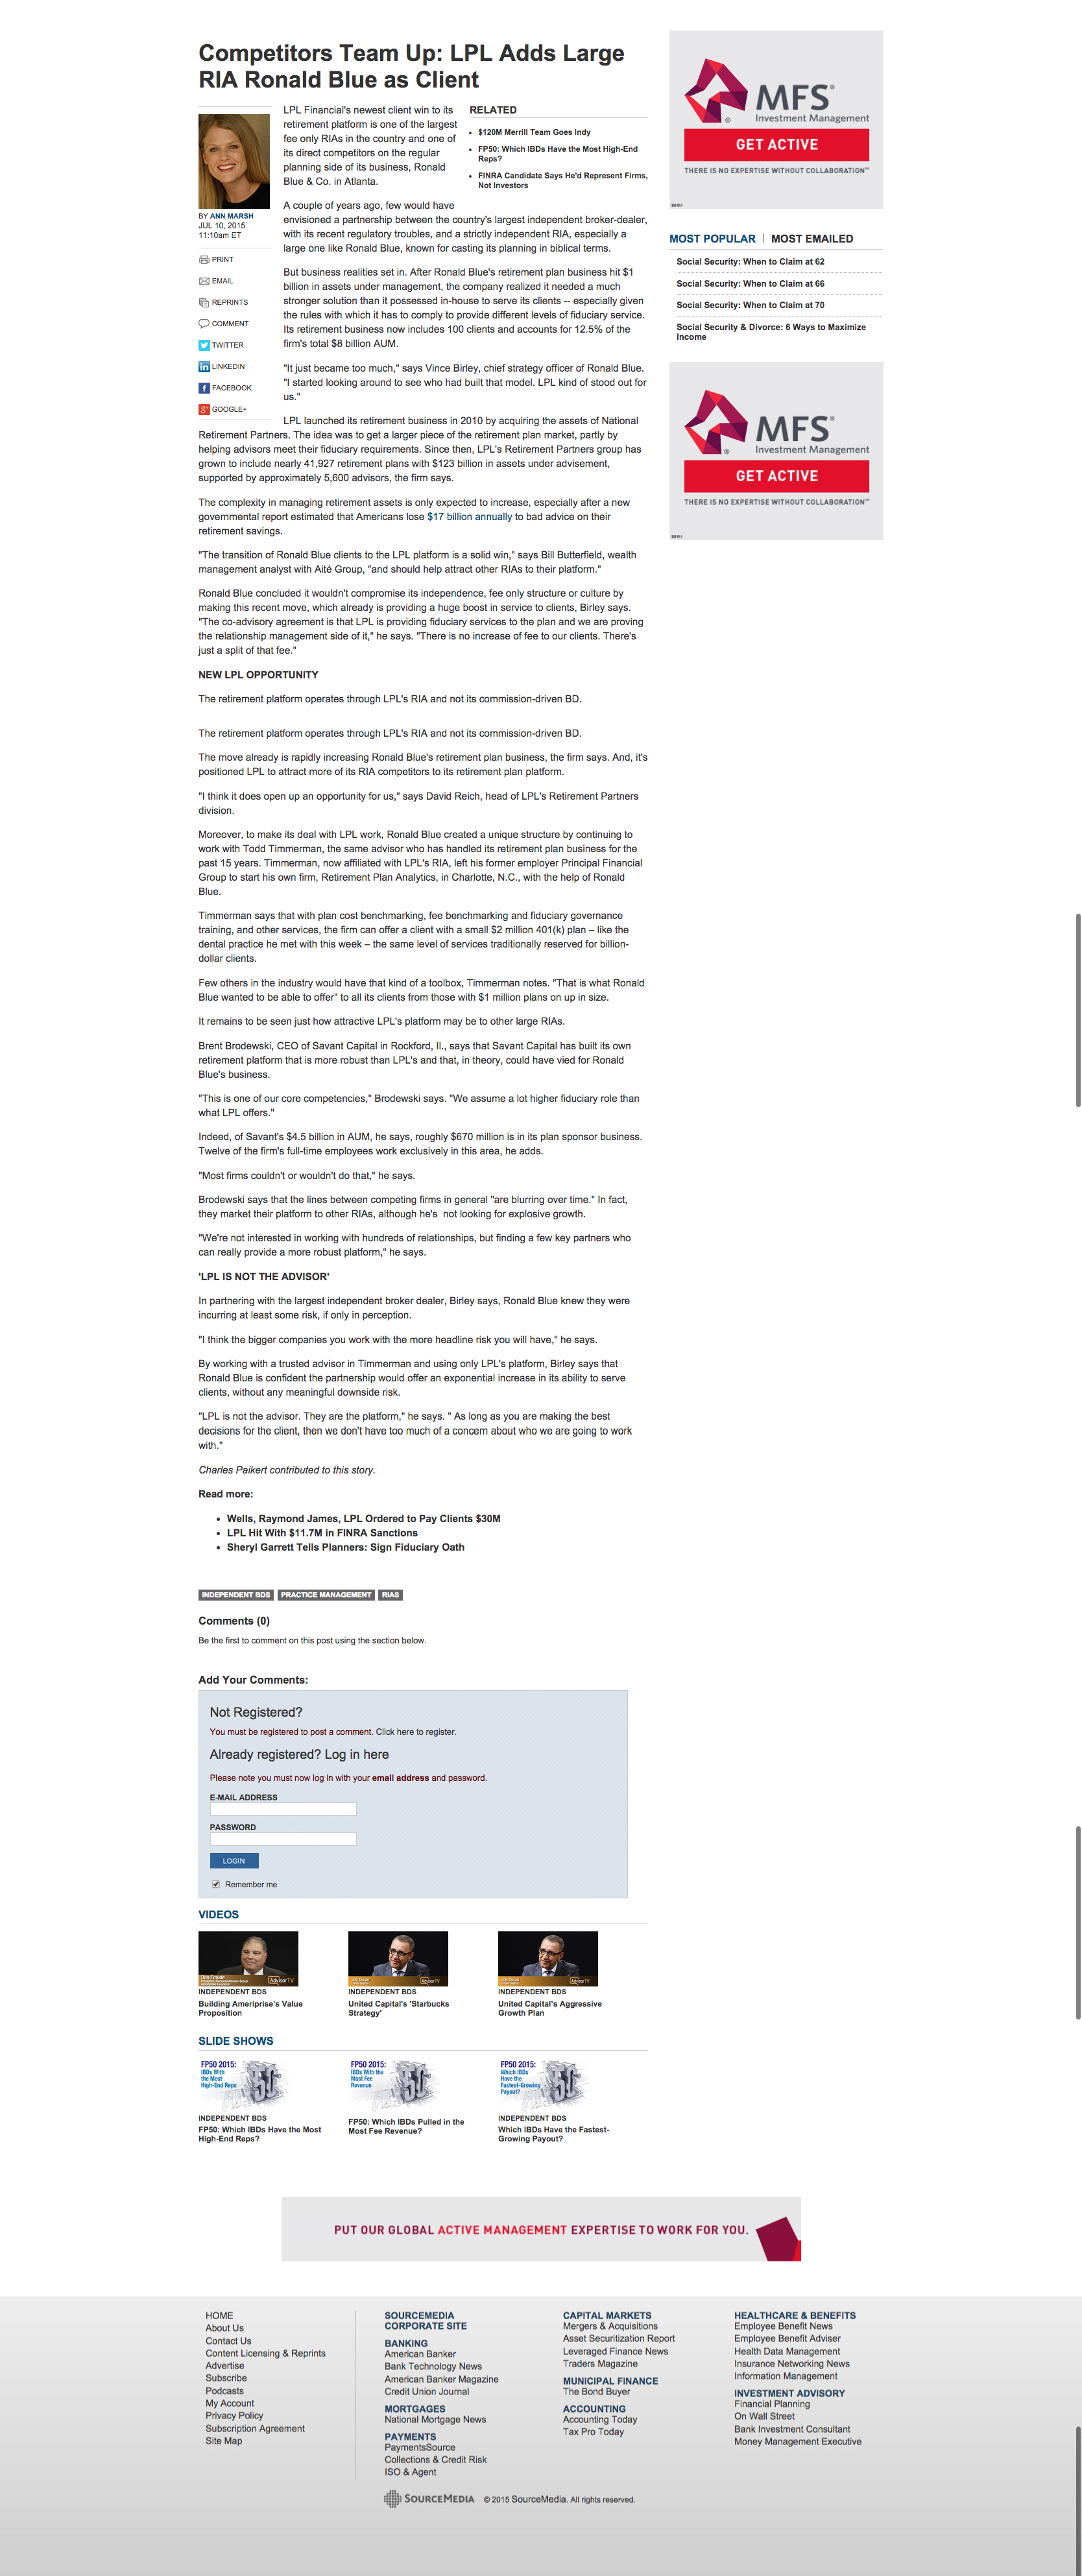 Competitors Team Up: LPL Adds Large
RIA Ronald Blue as Client
BY ANN MARSH
JUL 10, 2015
11:10am ET
PRINT
EMAIL
REPRINTS
COMMENT
TWITTER
LINKEDIN
FACEBOOK
GOOGLE+
LPL Financial's newest client win to its
retirement platform is one of the largest
fee only RIAs in the country and one of
its direct competitors on the regular
planning side of its business, Ronald
Blue & Co. in Atlanta.
RELATED
$120M Merrill Team Goes Indy
FP50: Which IBDs Have the Most High-End
Reps?
FINRA Candidate Says He'd Represent Firms,
Not Investors
A couple of years ago, few would have
envisioned a partnership between the country's largest independent broker-dealer,
with its recent regulatory troubles, and a strictly independent RIA, especially a
large one like Ronald Blue, known for casting its planning in biblical terms.
But business realities set in. After Ronald Blue's retirement plan business hit $1
billion in assets under management, the company realized it needed a much
stronger solution than it possessed in-house to serve its clients -- especially given
the rules with which it has to comply to provide different levels of fiduciary service.
Its retirement business now includes 100 clients and accounts for 12.5% of the
firm's total $8 billion AUM.
"It just became too much," says Vince Birley, chief strategy officer of Ronald Blue.
"I started looking around to see who had built that model. LPL kind of stood out for
us."
LPL launched its retirement business in 2010 by acquiring the assets of National
Retirement Partners. The idea was to get a larger piece of the retirement plan market, partly by
helping advisors meet their fiduciary requirements. Since then, LPL's Retirement Partners group has
grown to include nearly 41,927 retirement plans with $123 billion in assets under advisement,
supported by approximately 5,600 advisors, the firm says.
The complexity in managing retirement assets is only expected to increase, especially after a new
governmental report estimated that Americans lose $17 billion annually to bad advice on their
retirement savings.
"The transition of Ronald Blue clients to the LPL platform is a solid win," says Bill Butterfield, wealth
management analyst with Aité Group, "and should help attract other RIAs to their platform."
Ronald Blue concluded it wouldn't compromise its independence, fee only structure or culture by
making this recent move, which already is providing a huge boost in service to clients, Birley says.
"The co-advisory agreement is that LPL is providing fiduciary services to the plan and we are proving
the relationship management side of it," he says. "There is no increase of fee to our clients. There's
just a split of that fee."
NEW LPL OPPORTUNITY
The retirement platform operates through LPL's RIA and not its commission-driven BD.
The retirement platform operates through LPL's RIA and not its commission-driven BD.
The move already is rapidly increasing Ronald Blue's retirement plan business, the firm says. And, it's
positioned LPL to attract more of its RIA competitors to its retirement plan platform.
"I think it does open up an opportunity for us," says David Reich, head of LPL's Retirement Partners
division.
Moreover, to make its deal with LPL work, Ronald Blue created a unique structure by continuing to
work with Todd Timmerman, the same advisor who has handled its retirement plan business for the
past 15 years. Timmerman, now affiliated with LPL's RIA, left his former employer Principal Financial
Group to start his own firm, Retirement Plan Analytics, in Charlotte, N.C., with the help of Ronald
Blue.
Timmerman says that with plan cost benchmarking, fee benchmarking and fiduciary governance
training, and other services, the firm can offer a client with a small $2 million 401(k) plan – like the
dental practice he met with this week – the same level of services traditionally reserved for billion-
dollar clients.
Few others in the industry would have that kind of a toolbox, Timmerman notes. "That is what Ronald
Blue wanted to be able to offer" to all its clients from those with $1 million plans on up in size.
It remains to be seen just how attractive LPL's platform may be to other large RIAs.
Brent Brodewski, CEO of Savant Capital in Rockford, Il., says that Savant Capital has built its own
retirement platform that is more robust than LPL's and that, in theory, could have vied for Ronald
Blue's business.
"This is one of our core competencies," Brodewski says. "We assume a lot higher fiduciary role than
what LPL offers."
Indeed, of Savant's $4.5 billion in AUM, he says, roughly $670 million is in its plan sponsor business.
Twelve of the firm's full-time employees work exclusively in this area, he adds.
"Most firms couldn't or wouldn't do that," he says.
Brodewski says that the lines between competing firms in general "are blurring over time." In fact,
they market their platform to other RIAs, although he's not looking for explosive growth.
"We're not interested in working with hundreds of relationships, but finding a few key partners who
can really provide a more robust platform," he says.
'LPL IS NOT THE ADVISOR'
In partnering with the largest independent broker dealer, Birley says, Ronald Blue knew they were
incurring at least some risk, if only in perception.
"I think the bigger companies you work with the more headline risk you will have," he says.
By working with a trusted advisor in Timmerman and using only LPL's platform, Birley says that
Ronald Blue is confident the partnership would offer an exponential increase in its ability to serve
clients, without any meaningful downside risk.
"LPL is not the advisor. They are the platform," he says. " As long as you are making the best
decisions for the client, then we don't have too much of a concern about who we are going to work
with."
Charles Paikert contributed to this story.
Read more:
Wells, Raymond James, LPL Ordered to Pay Clients $30M
LPL Hit With $11.7M in FINRA Sanctions
Sheryl Garrett Tells Planners: Sign Fiduciary Oath
INDEPENDENT BDS PRACTICE MANAGEMENT RIAS
Comments (0)
Be the first to comment on this post using the section below.
Add Your Comments:
Not Registered?
You must be registered to post a comment. Click here to register.
Already registered? Log in here
Please note you must now log in with your email address and password.
E-MAIL ADDRESS
PASSWORD
LOGIN
Remember me
VIDEOS
Don Froude
AdvisorTV
INDEPENDENT BDS
Building Ameriprise's Value
Proposition
Joe Duran
AdvisorTV
INDEPENDENT BDS
United Capital's 'Starbucks
Strategy'
Joe Duran
AdvisorTV
INDEPENDENT BDS
United Capital's Aggressive
Growth Plan
SLIDE SHOWS
FP50 2015:
IBDs With
the Most
High-End Reps
50
INDEPENDENT BDS
FP50: Which IBDs Have the Most
High-End Reps?
FP50 2015:
IBDs With the
Most Fee
Revenue
50
FP50: Which IBDs Pulled in the
Most Fee Revenue?
FP50 2015:
Which IBDs
Have the
Fastest-Growing
Payout?
50
INDEPENDENT BDS
Which IBDs Have the Fastest-
Growing Payout?
MFS®
Investment Management
GET ACTIVE
THERE IS NO EXPERTISE WITHOUT COLLABORATION℠
MOST POPULAR | MOST EMAILED
Social Security: When to Claim at 62
Social Security: When to Claim at 66
Social Security: When to Claim at 70
Social Security & Divorce: 6 Ways to Maximize
Income
MFS®
Investment Management
GET ACTIVE
THERE IS NO EXPERTISE WITHOUT COLLABORATION℠
PUT OUR GLOBAL ACTIVE MANAGEMENT EXPERTISE TO WORK FOR YOU.
HOME
About Us
Contact Us
Content Licensing & Reprints
Advertise
Subscribe
Podcasts
My Account
Privacy Policy
Subscription Agreement
Site Map
SOURCEMEDIA
CORPORATE SITE
BANKING
American Banker
Bank Technology News
American Banker Magazine
Credit Union Journal
MORTGAGES
National Mortgage News
PAYMENTS
PaymentsSource
Collections & Credit Risk
ISO & Agent
CAPITAL MARKETS
Mergers & Acquisitions
Asset Securitization Report
Leveraged Finance News
Traders Magazine
MUNICIPAL FINANCE
The Bond Buyer
ACCOUNTING
Accounting Today
Tax Pro Today
HEALTHCARE & BENEFITS
Employee Benefit News
Employee Benefit Adviser
Health Data Management
Insurance Networking News
Information Management
INVESTMENT ADVISORY
Financial Planning
On Wall Street
Bank Investment Consultant
Money Management Executive
SOURCEMEDIA © 2015 SourceMedia. All rights reserved.